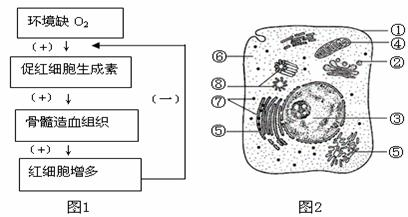 环境缺 O₂
(+)
促红细胞生成素
(+)
骨髓造血组织
(一)
(+)
红细胞增多
图1
①
④
⑥
②
⑧
⑦
③
⑤
⑤
图2